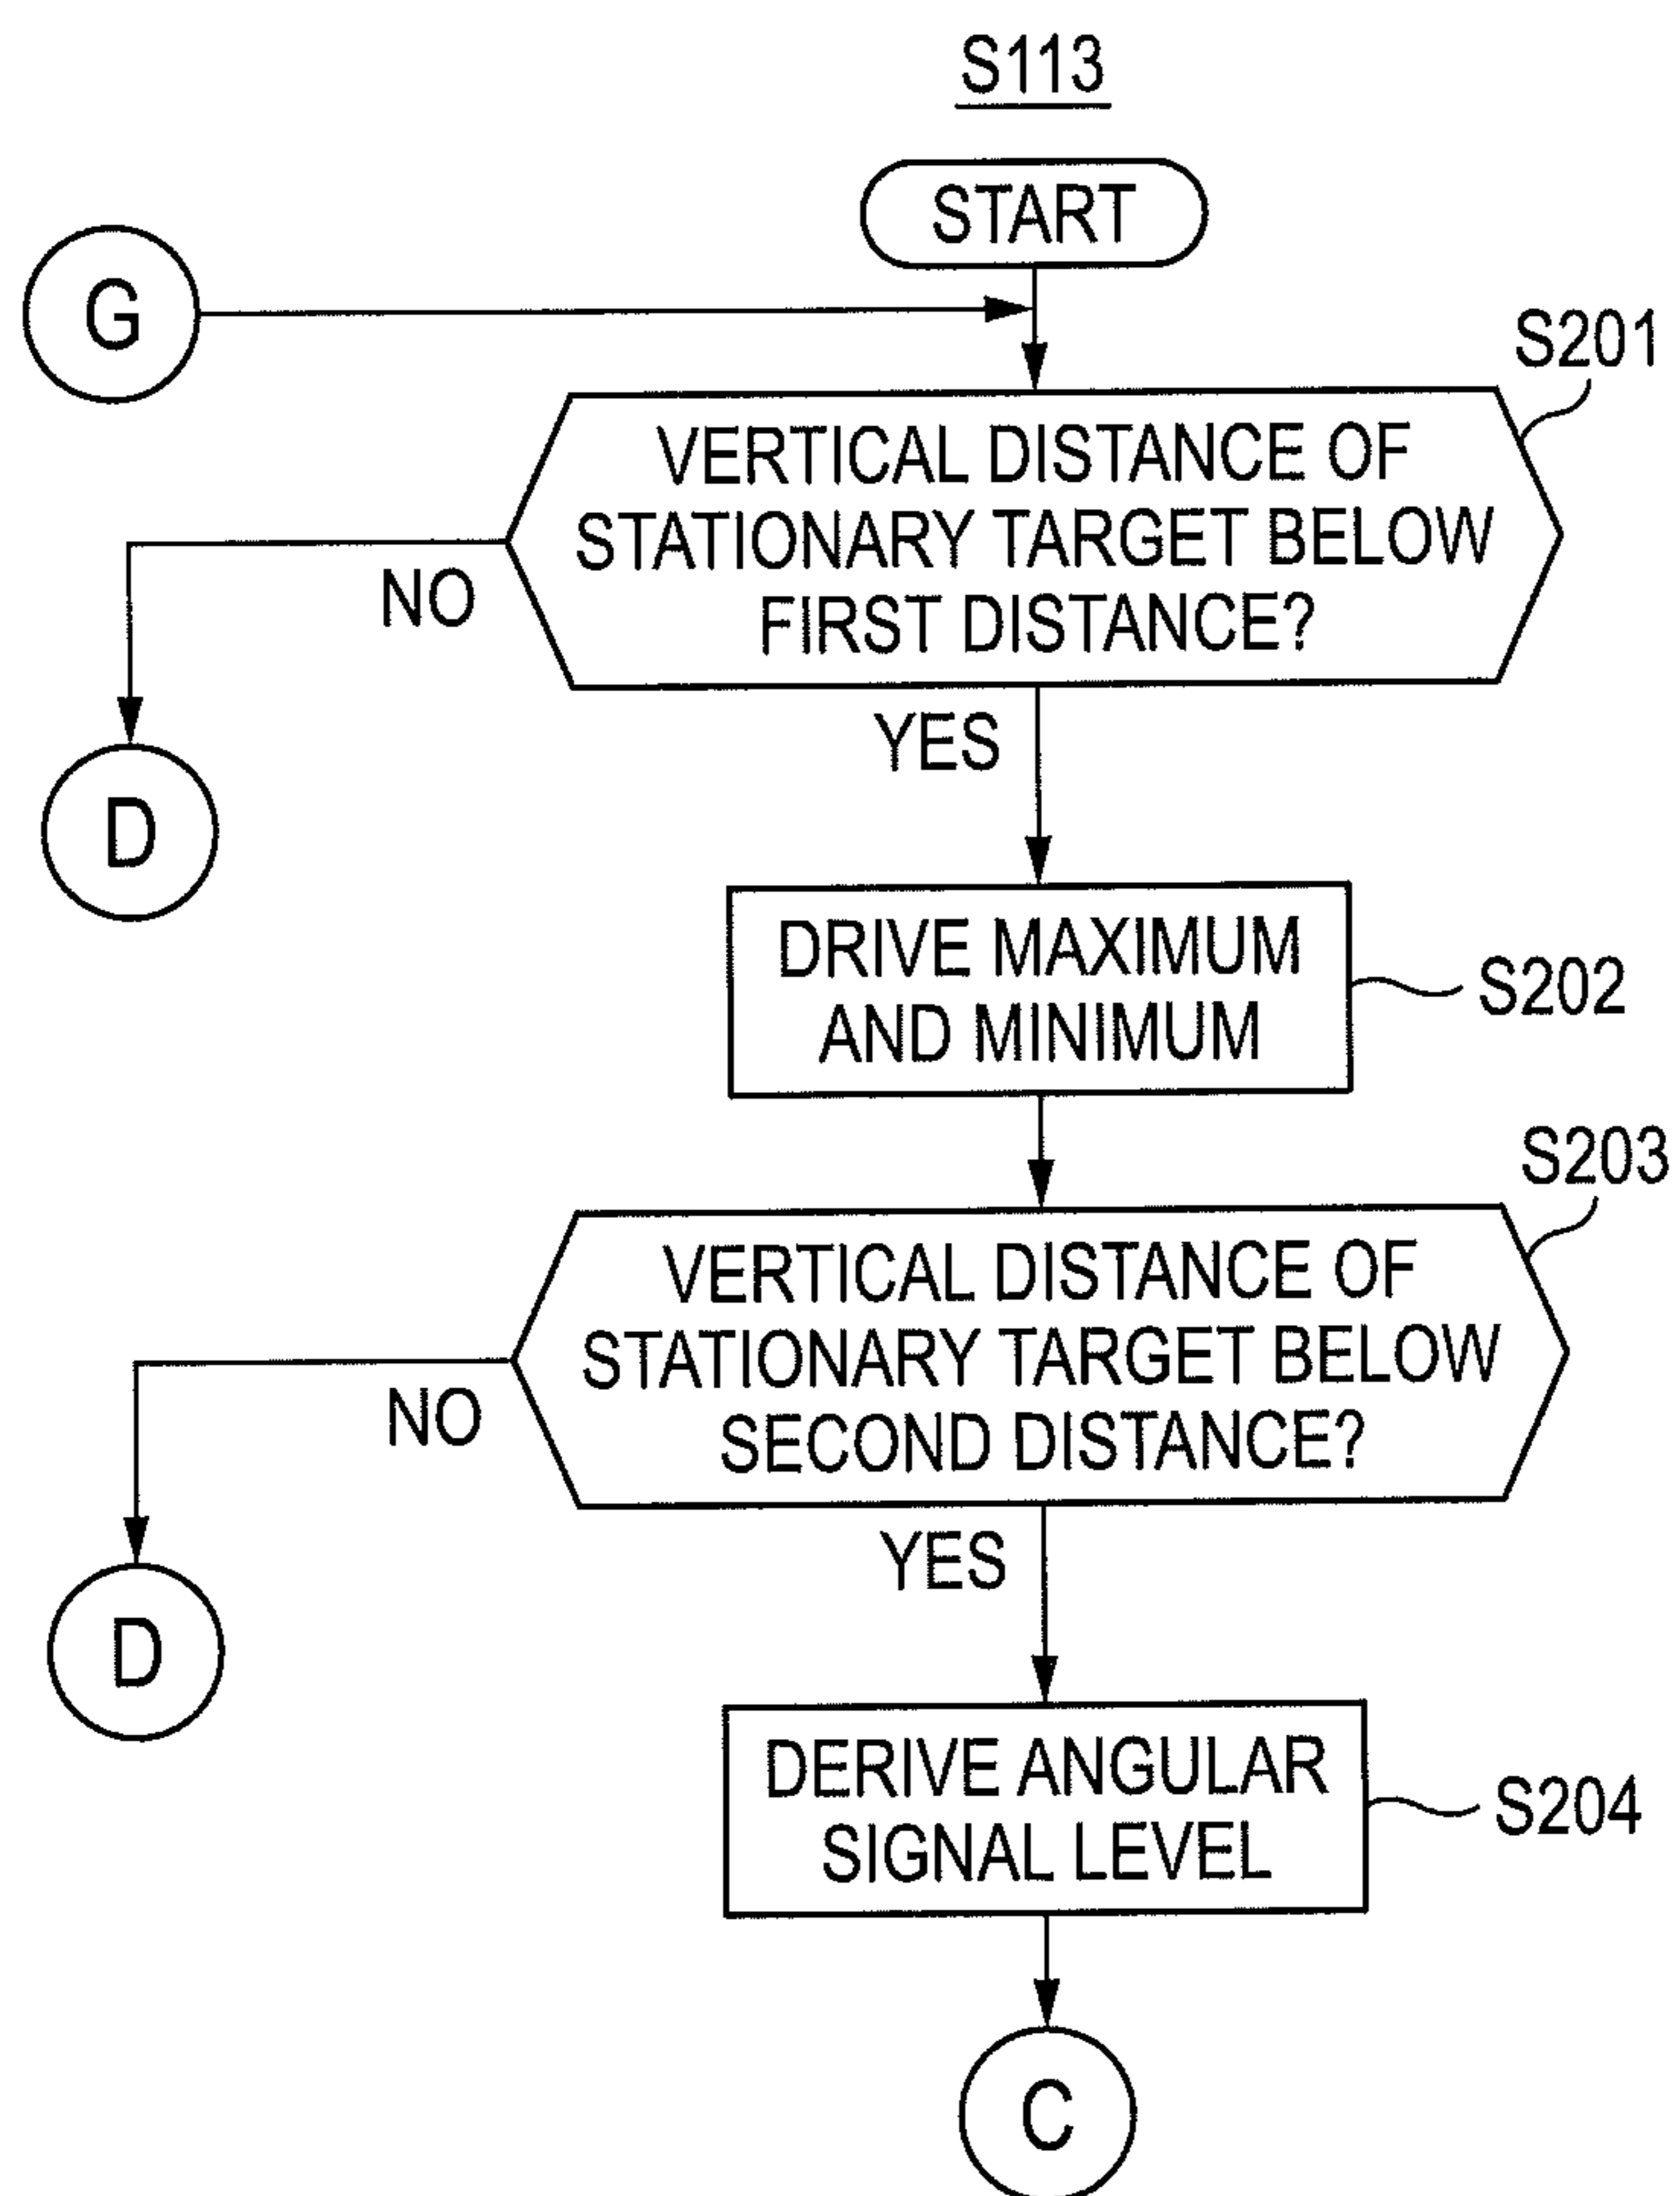 S113
START
G
S201
VERTICAL DISTANCE OF
STATIONARY TARGET BELOW
FIRST DISTANCE?
NO
YES
D
DRIVE MAXIMUM
AND MINIMUM
S202
S203
VERTICAL DISTANCE OF
STATIONARY TARGET BELOW
SECOND DISTANCE?
NO
YES
D
DERIVE ANGULAR
SIGNAL LEVEL
S204
C